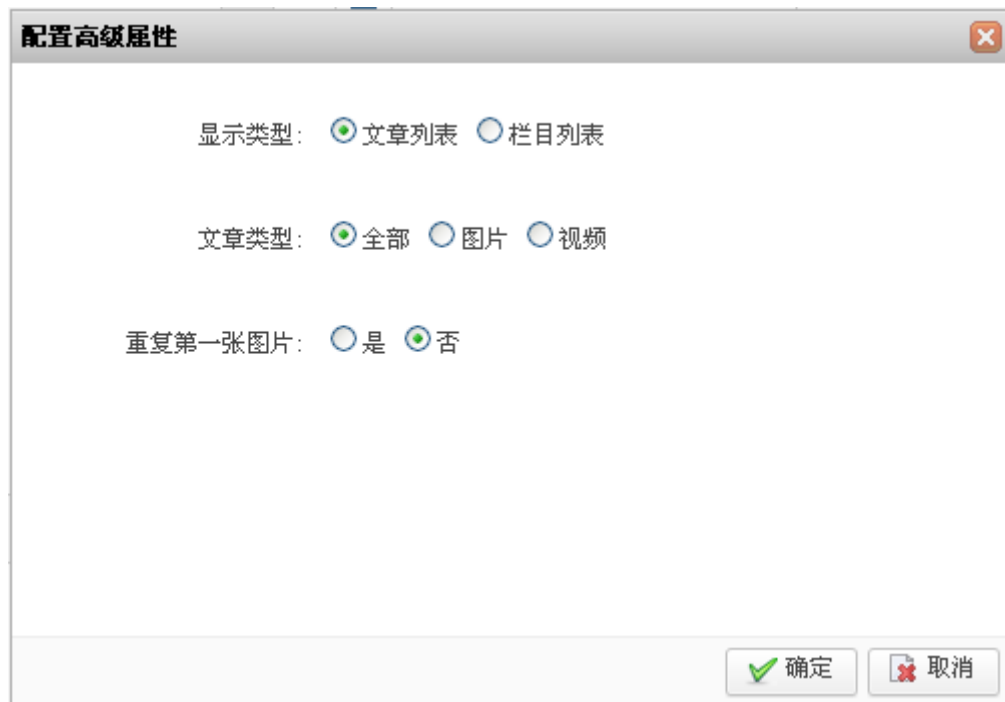 配置高级属性
显示类型: 文章列表 栏目列表
文章类型: 全部 图片 视频
重复第一张图片: 是 否
确定 取消